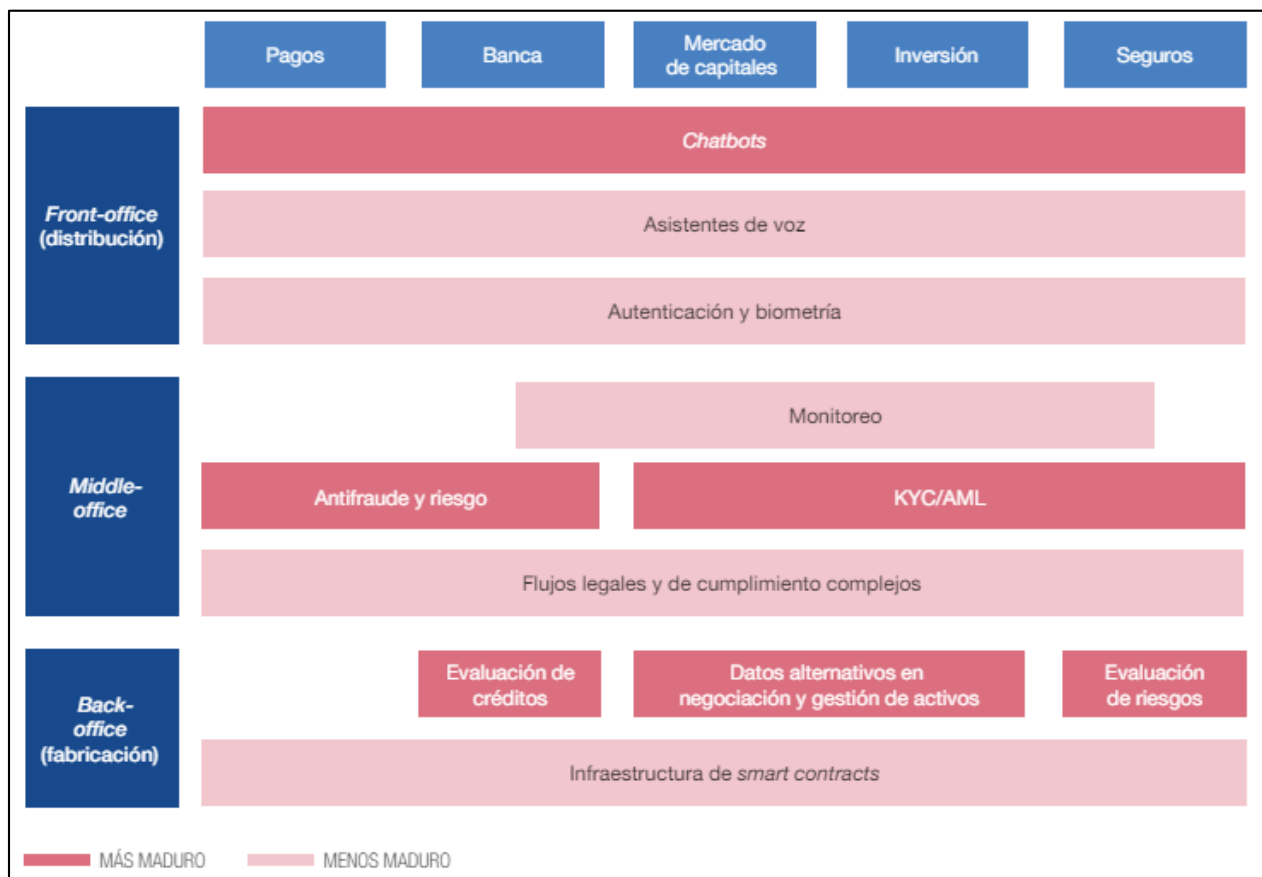 Pagos
Banca
Mercado
de capitales
Inversión
Seguros
Front-office
(distribución)
Chatbots
Asistentes de voz
Autenticación y biometría
Middle-
office
Monitoreo
Antifraude y riesgo
KYC/AML
Flujos legales y de cumplimiento complejos
Back-
office
(fabricación)
Evaluación de
créditos
Datos alternativos en
negociación y gestión de activos
Evaluación
de riesgos
Infraestructura de smart contracts
MÁS MADURO
MENOS MADURO